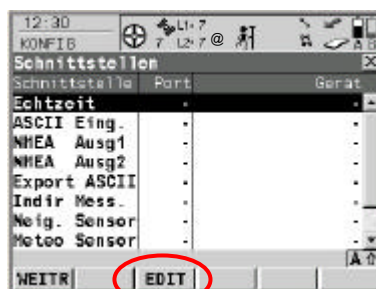 12:30
KONFIG
L1- 7
7 L2- 7 @
A B
Schnittstellen
Schnittstelle Port Gerät
Echtzeit - -
ASCII Eing. - -
NMEA Ausg1 - -
NMEA Ausg2 - -
Export ASCII - -
Indir Mess. - -
Neig. Sensor - -
Meteo Sensor - -
A
WEITR EDIT